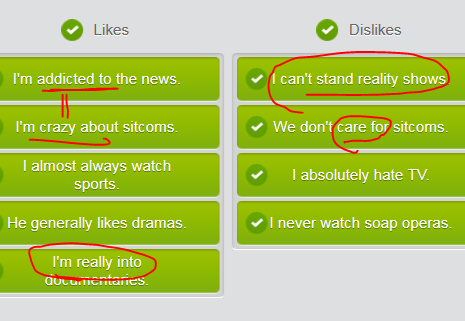 Likes
I'm addicted to the news.
I'm crazy about sitcoms.
I almost always watch
sports.
He generally likes dramas.
I'm really into
documentaries.
Dislikes
I can't stand reality shows
We don't care for sitcoms.
I absolutely hate TV.
I never watch soap operas.